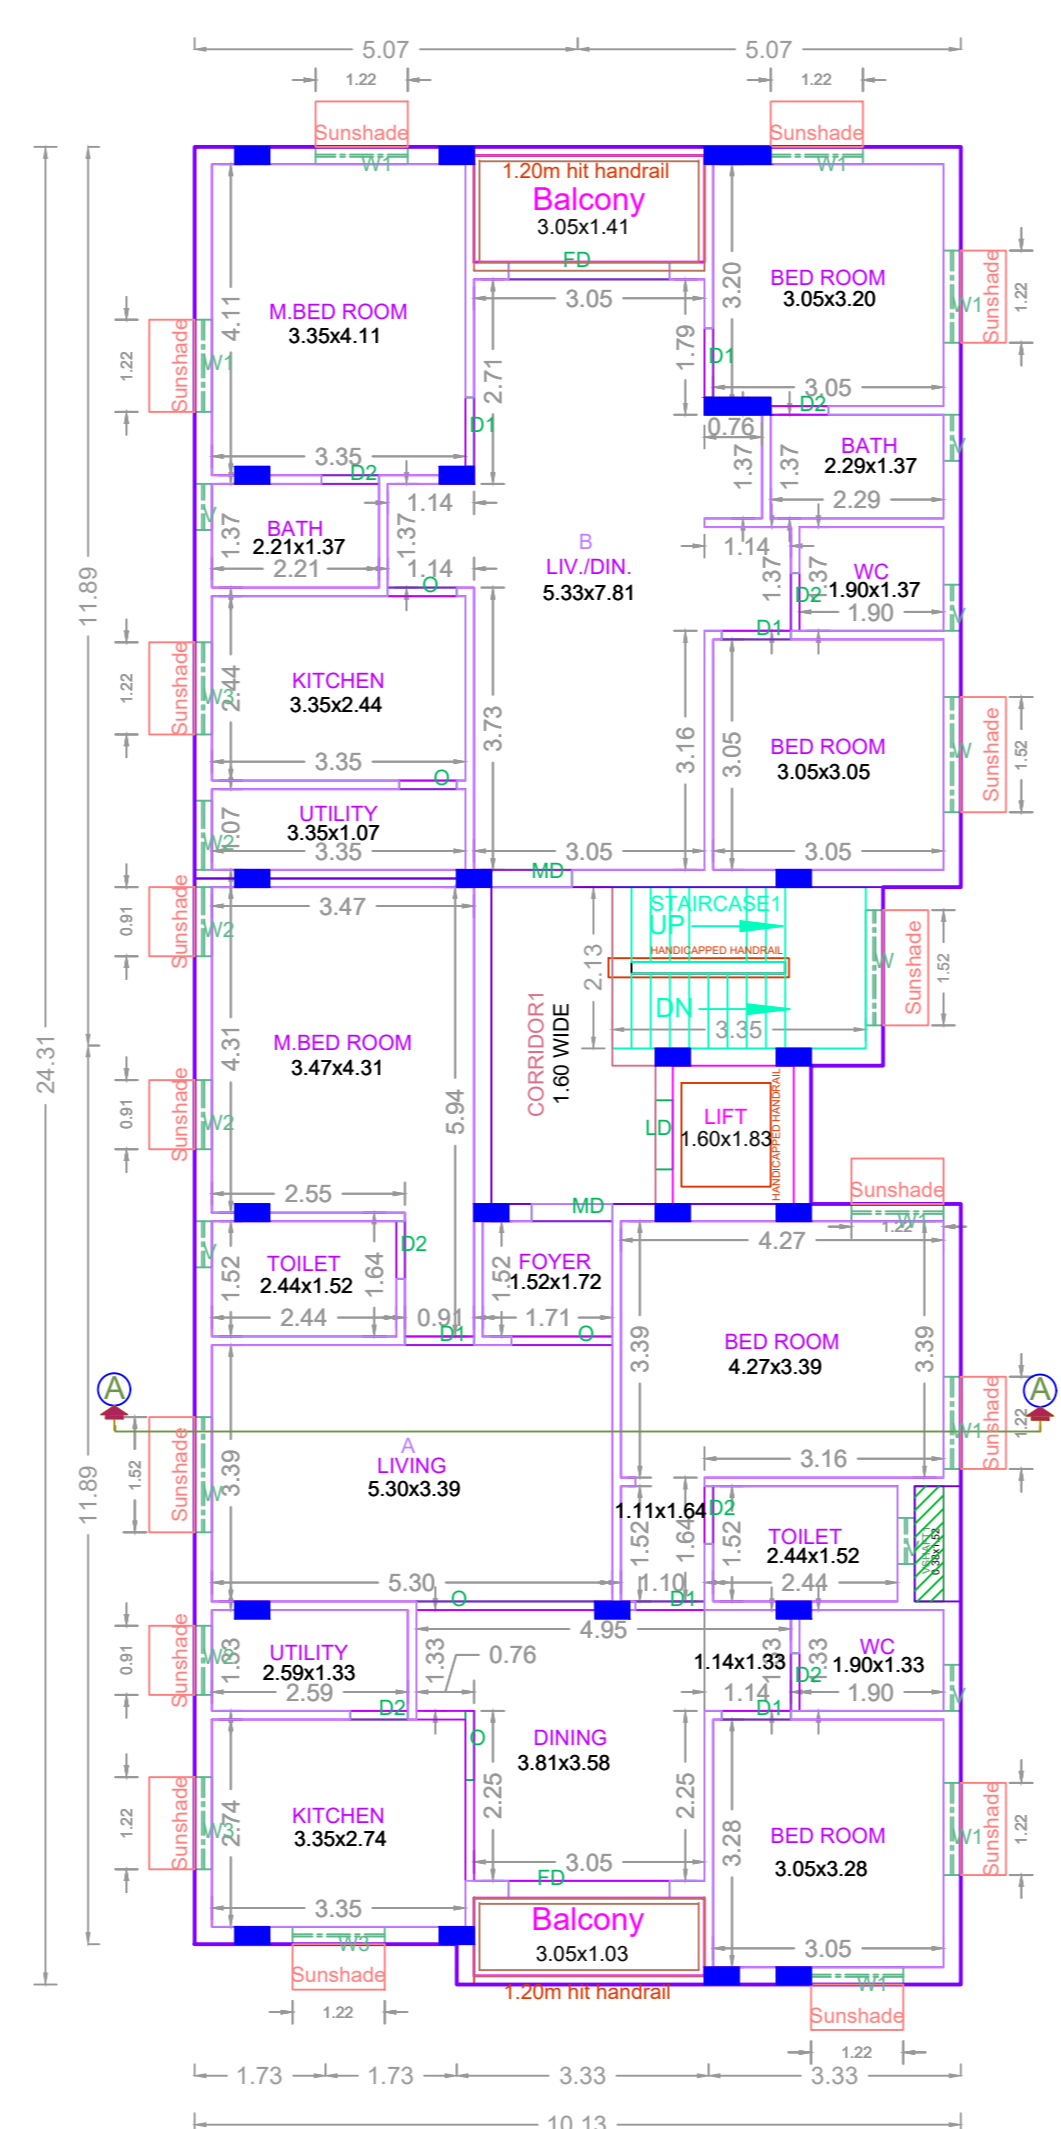 5.07
5.07
1.22
1.22
Sunshade
Sunshade
W1
W1
1.20m hit handrail
Balcony
3.05x1.41
FD
3.05
4.11
M.BED ROOM
3.35x4.11
3.20
BED ROOM
3.05x3.20
W1
Sunshade
1.22
1.22
Sunshade
W1
2.71
1.79
D1
3.05
D2
D1
0.76
3.35
D2
1.14
BATH
2.29x1.37
V
1.37
1.37
2.29
V
1.37
BATH
2.21x1.37
2.21
1.37
1.14
O
B
LIV./DIN.
5.33x7.81
1.14
1.37
1.37
WC
1.90x1.37
D2
1.90
V
D1
11.89
1.22
Sunshade
W3
2.44
KITCHEN
3.35x2.44
3.35
O
3.73
3.16
3.05
BED ROOM
3.05x3.05
W
Sunshade
1.52
UTILITY
3.35x1.07
1.07
3.35
W2
3.05
3.05
MD
0.91
Sunshade
W2
3.47
STAIRCASE1
UP
HANDICAPPED HANDRAIL
DN
2.13
3.35
W
Sunshade
1.52
24.31
4.31
M.BED ROOM
3.47x4.31
5.94
CORRIDOR1
1.60 WIDE
0.91
Sunshade
W2
LD
LIFT
1.60x1.83
HANDICAPPED HANDRAIL
2.55
MD
Sunshade
W1
1.22
4.27
V
1.52
TOILET
2.44x1.52
2.44
1.64
D2
0.91
D1
1.52
FOYER
1.52x1.72
1.71
O
3.39
BED ROOM
4.27x3.39
3.39
A
A
W1
Sunshade
1.22
3.16
11.89
1.52
Sunshade
W
3.39
A
LIVING
5.30x3.39
5.30
O
1.11x1.64
1.52
1.64
1.10
D2
D1
1.52
TOILET
2.44x1.52
2.44
V
0.38x1.52
4.95
0.91
Sunshade
W2
1.33
UTILITY
2.59x1.33
2.59
D2
1.33
0.76
1.14x1.33
1.33
1.14
D1
D2
1.33
WC
1.90x1.33
1.90
V
O
DINING
3.81x3.58
2.25
2.25
3.05
FD
1.22
Sunshade
W3
2.74
KITCHEN
3.35x2.74
3.35
3.28
BED ROOM
3.05x3.28
3.05
W1
Sunshade
1.22
Balcony
3.05x1.03
1.20m hit handrail
W3
Sunshade
1.22
W1
Sunshade
1.22
1.73
1.73
3.33
3.33
10.13